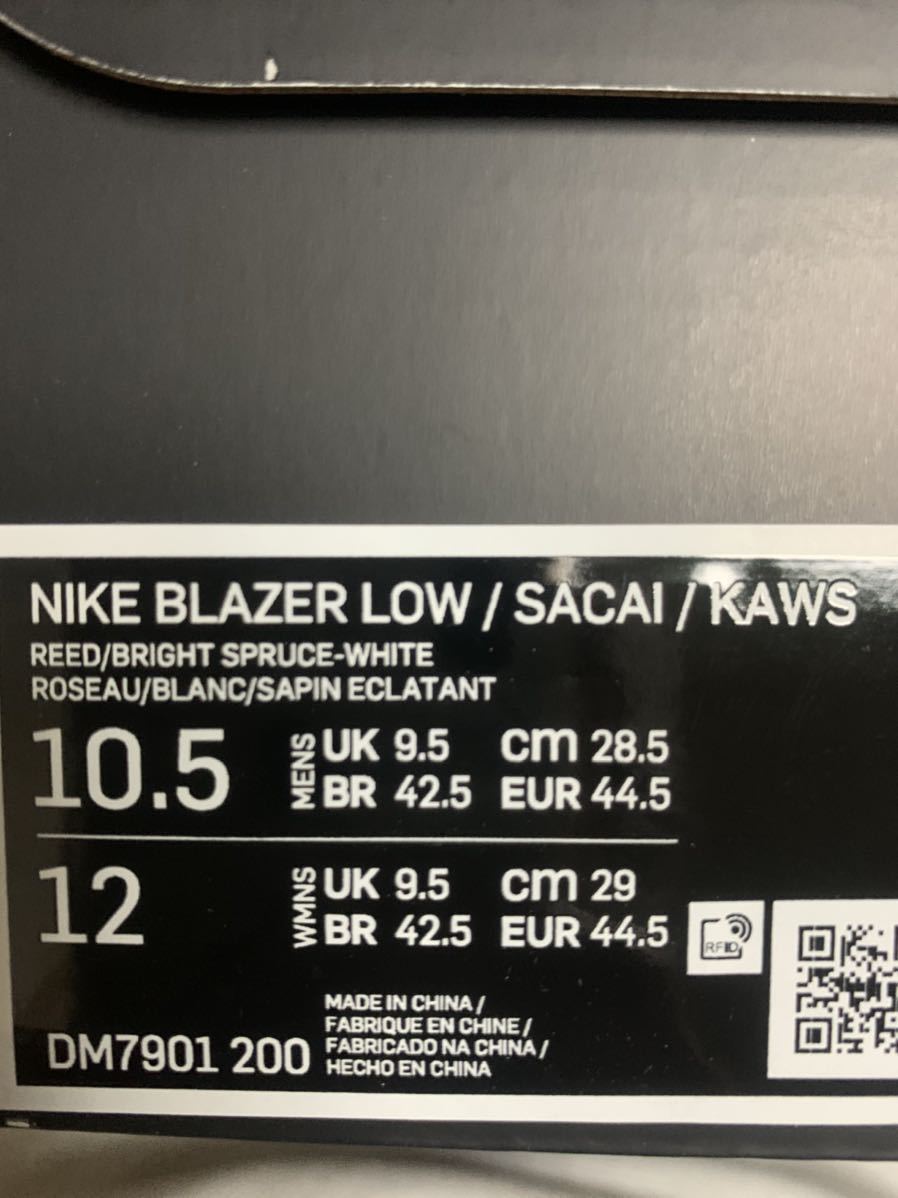 NIKE BLAZER LOW / SACAI / KAWS
REED/BRIGHT SPRUCE-WHITE
ROSEAU/BLANC/SAPIN ECLATANT
10.5 MENS UK 9.5 cm 28.5
BR 42.5 EUR 44.5
12 WMNS UK 9.5 cm 29
BR 42.5 EUR 44.5
RFID
MADE IN CHINA /
FABRIQUE EN CHINE /
FABRICADO NA CHINA /
HECHO EN CHINA
DM7901 200